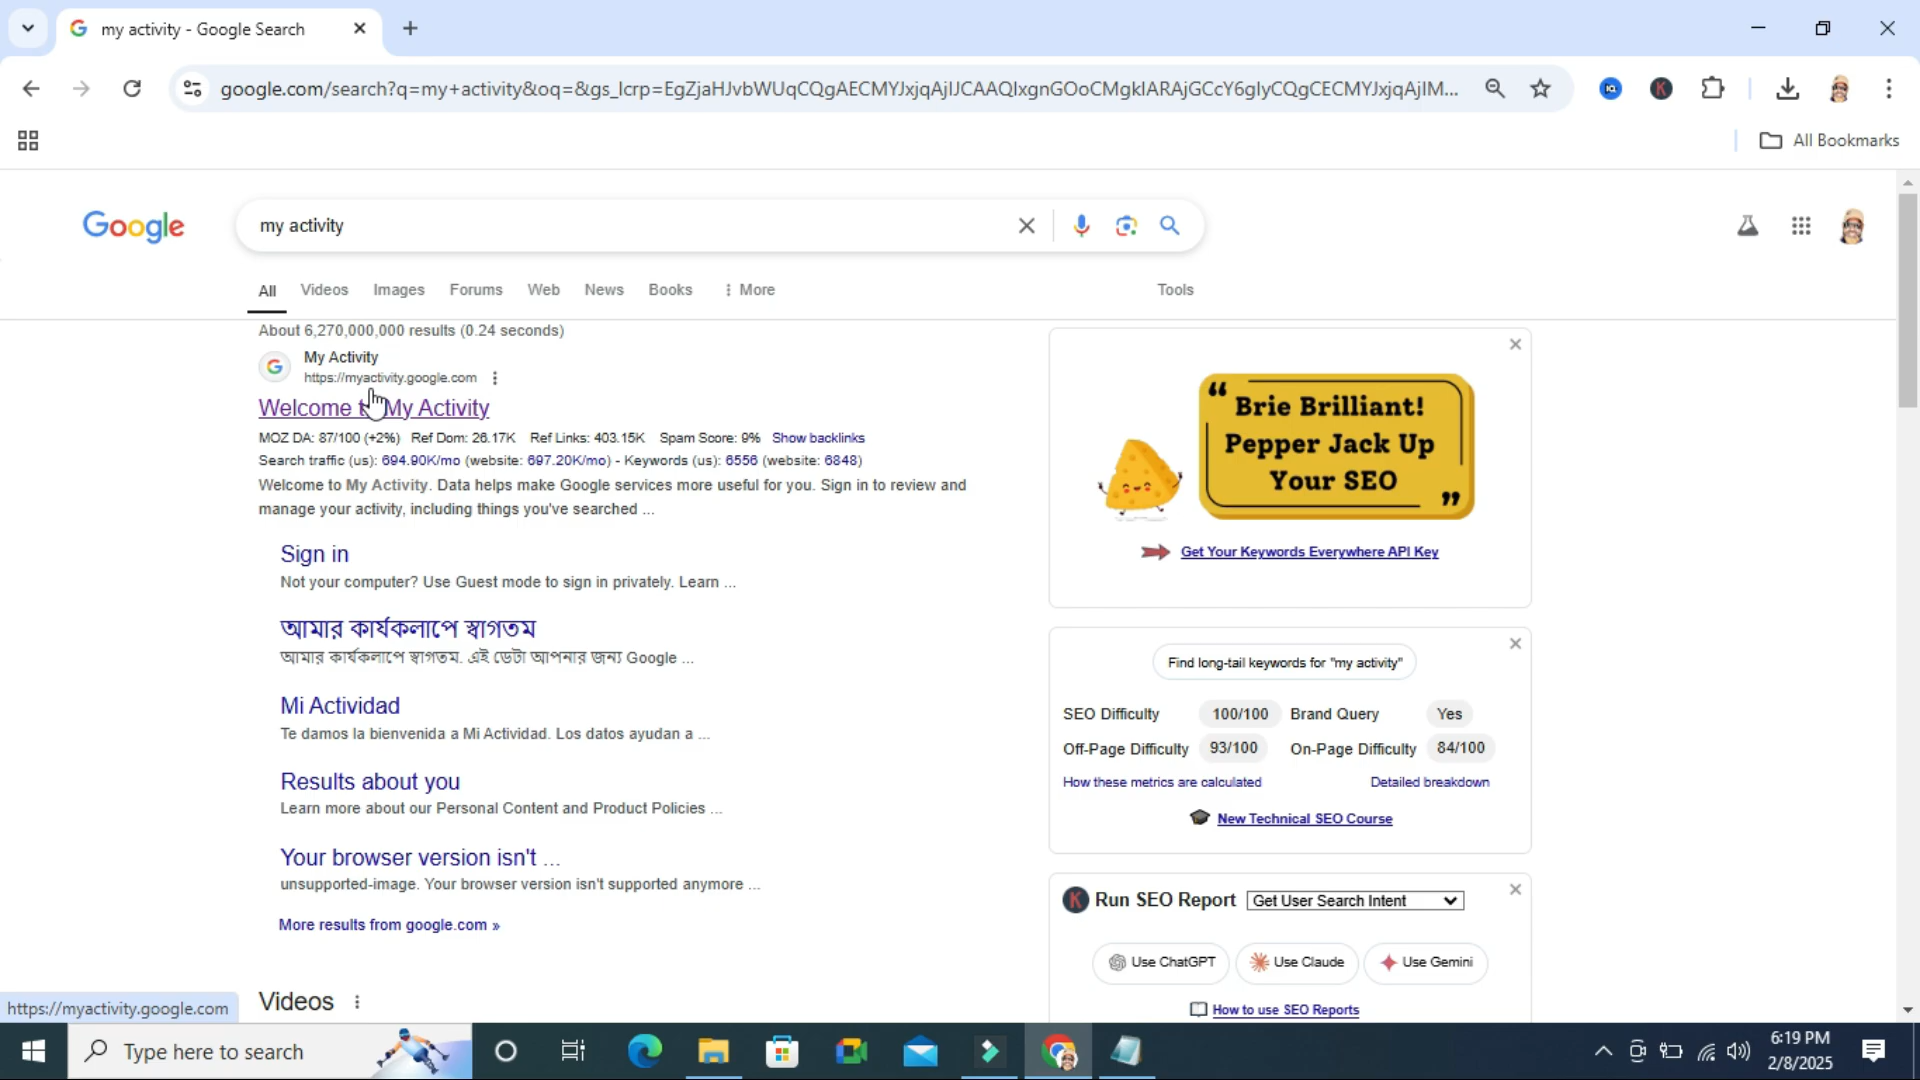 my activity - Google Search
google.com/search?q=my+activity&oq=&gs_lcrp=EgZjaHJvbWUqCQgAECMYJxjqAjIJCAAQIxgnGOoCMgkIARAjGCcY6gIyCQgCECMYJxjqAjIM...
All Bookmarks
Google
my activity
All
Videos
Images
Forums
Web
News
Books
More
Tools
About 6,270,000,000 results (0.24 seconds)
My Activity
https://myactivity.google.com
Welcome to My Activity
MOZ DA: 87/100 (+2%) Ref Dom: 26.17K Ref Links: 403.15K Spam Score: 9% Show backlinks
Search traffic (us): 694.90K/mo (website: 697.20K/mo) - Keywords (us): 6556 (website: 6848)
Welcome to My Activity. Data helps make Google services more useful for you. Sign in to review and
manage your activity, including things you've searched ...
Sign in
Not your computer? Use Guest mode to sign in privately. Learn ...
আমার কার্যকলাপে স্বাগতম
আমার কার্যকলাপে স্বাগতম. এই ডেটা আপনার জন্য Google ...
Mi Actividad
Te damos la bienvenida a Mi Actividad. Los datos ayudan a ...
Results about you
Learn more about our Personal Content and Product Policies ...
Your browser version isn't ...
unsupported-image. Your browser version isn't supported anymore ...
More results from google.com »
Videos
“ Brie Brilliant!
Pepper Jack Up
Your SEO ”
Get Your Keywords Everywhere API Key
Find long-tail keywords for "my activity"
SEO Difficulty 100/100 Brand Query Yes
Off-Page Difficulty 93/100 On-Page Difficulty 84/100
How these metrics are calculated Detailed breakdown
New Technical SEO Course
K Run SEO Report Get User Search Intent
Use ChatGPT Use Claude Use Gemini
How to use SEO Reports
https://myactivity.google.com
Type here to search
6:19 PM
2/8/2025